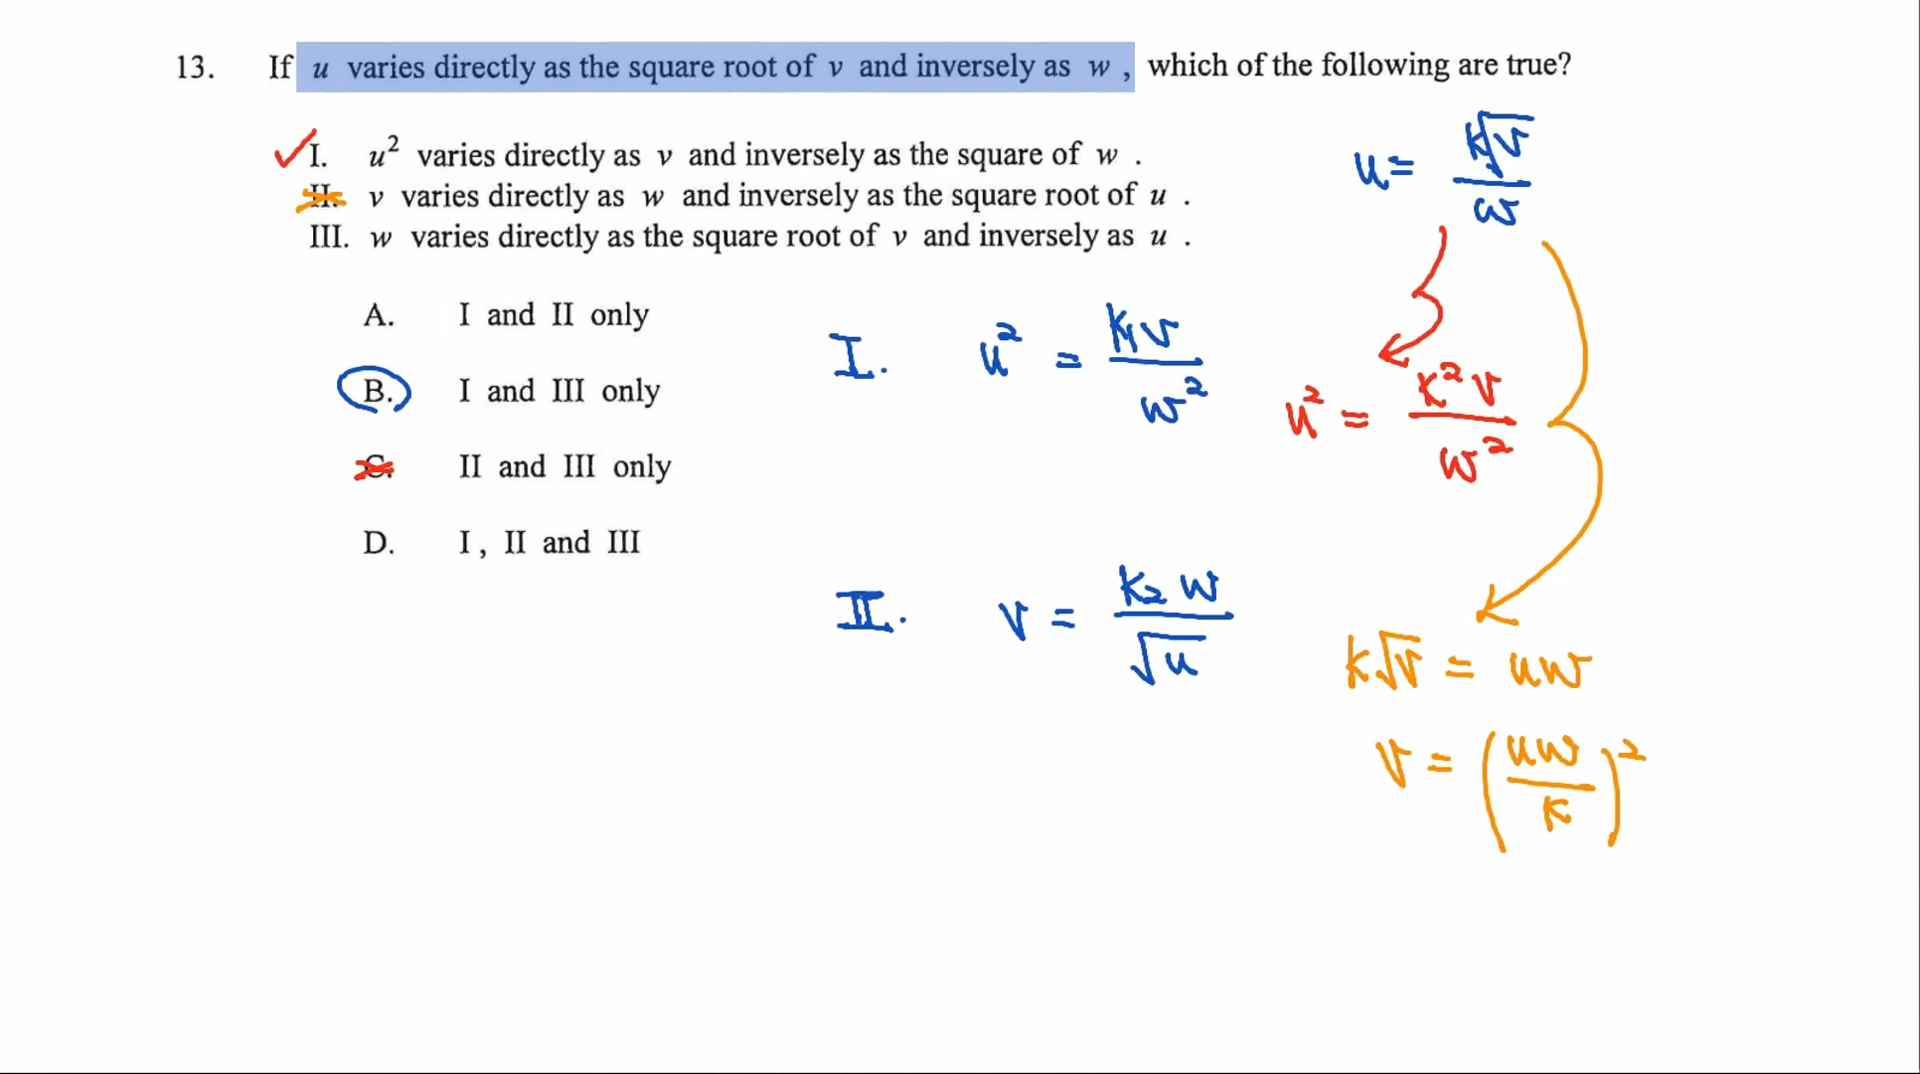 13. If u varies directly as the square root of v and inversely as w , which of the following are true?
I. u² varies directly as v and inversely as the square of w .
II. v varies directly as w and inversely as the square root of u .
III. w varies directly as the square root of v and inversely as u .
A. I and II only
B. I and III only
C. II and III only
D. I , II and III
u = k√v / w
I. u² = k₁v / w²
u² = k²v / w²
II. v = k₂w / √u
k√v = uw
v = (uw / k)²